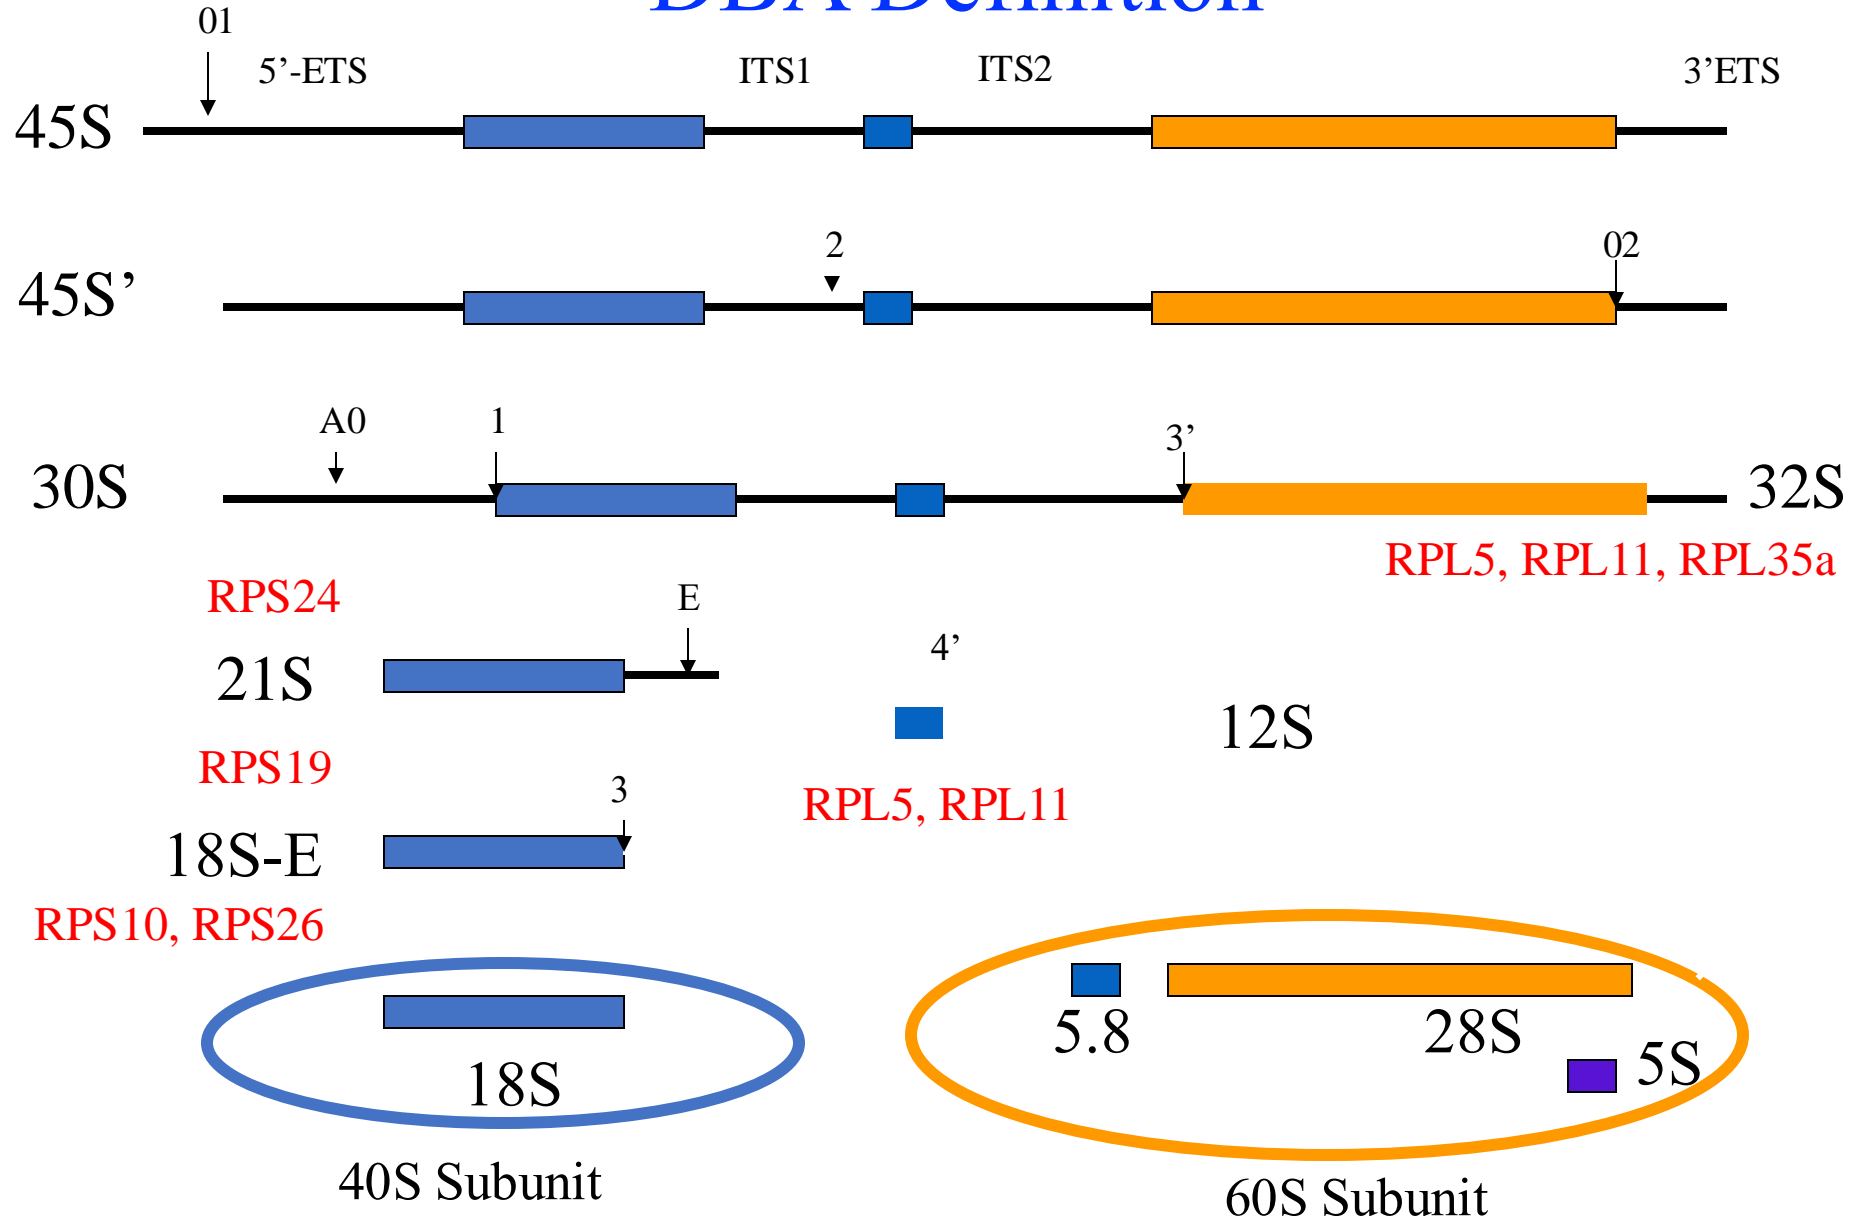 DBA Definition
01
5’-ETS ITS1 ITS2 3’ETS
45S
2 02
45S’
A0 1 3’
30S 32S
RPL5, RPL11, RPL35a
RPS24 E
4’
21S
12S
RPS19
3 RPL5, RPL11
18S-E
RPS10, RPS26
5.8 28S
5S
18S
40S Subunit
60S Subunit